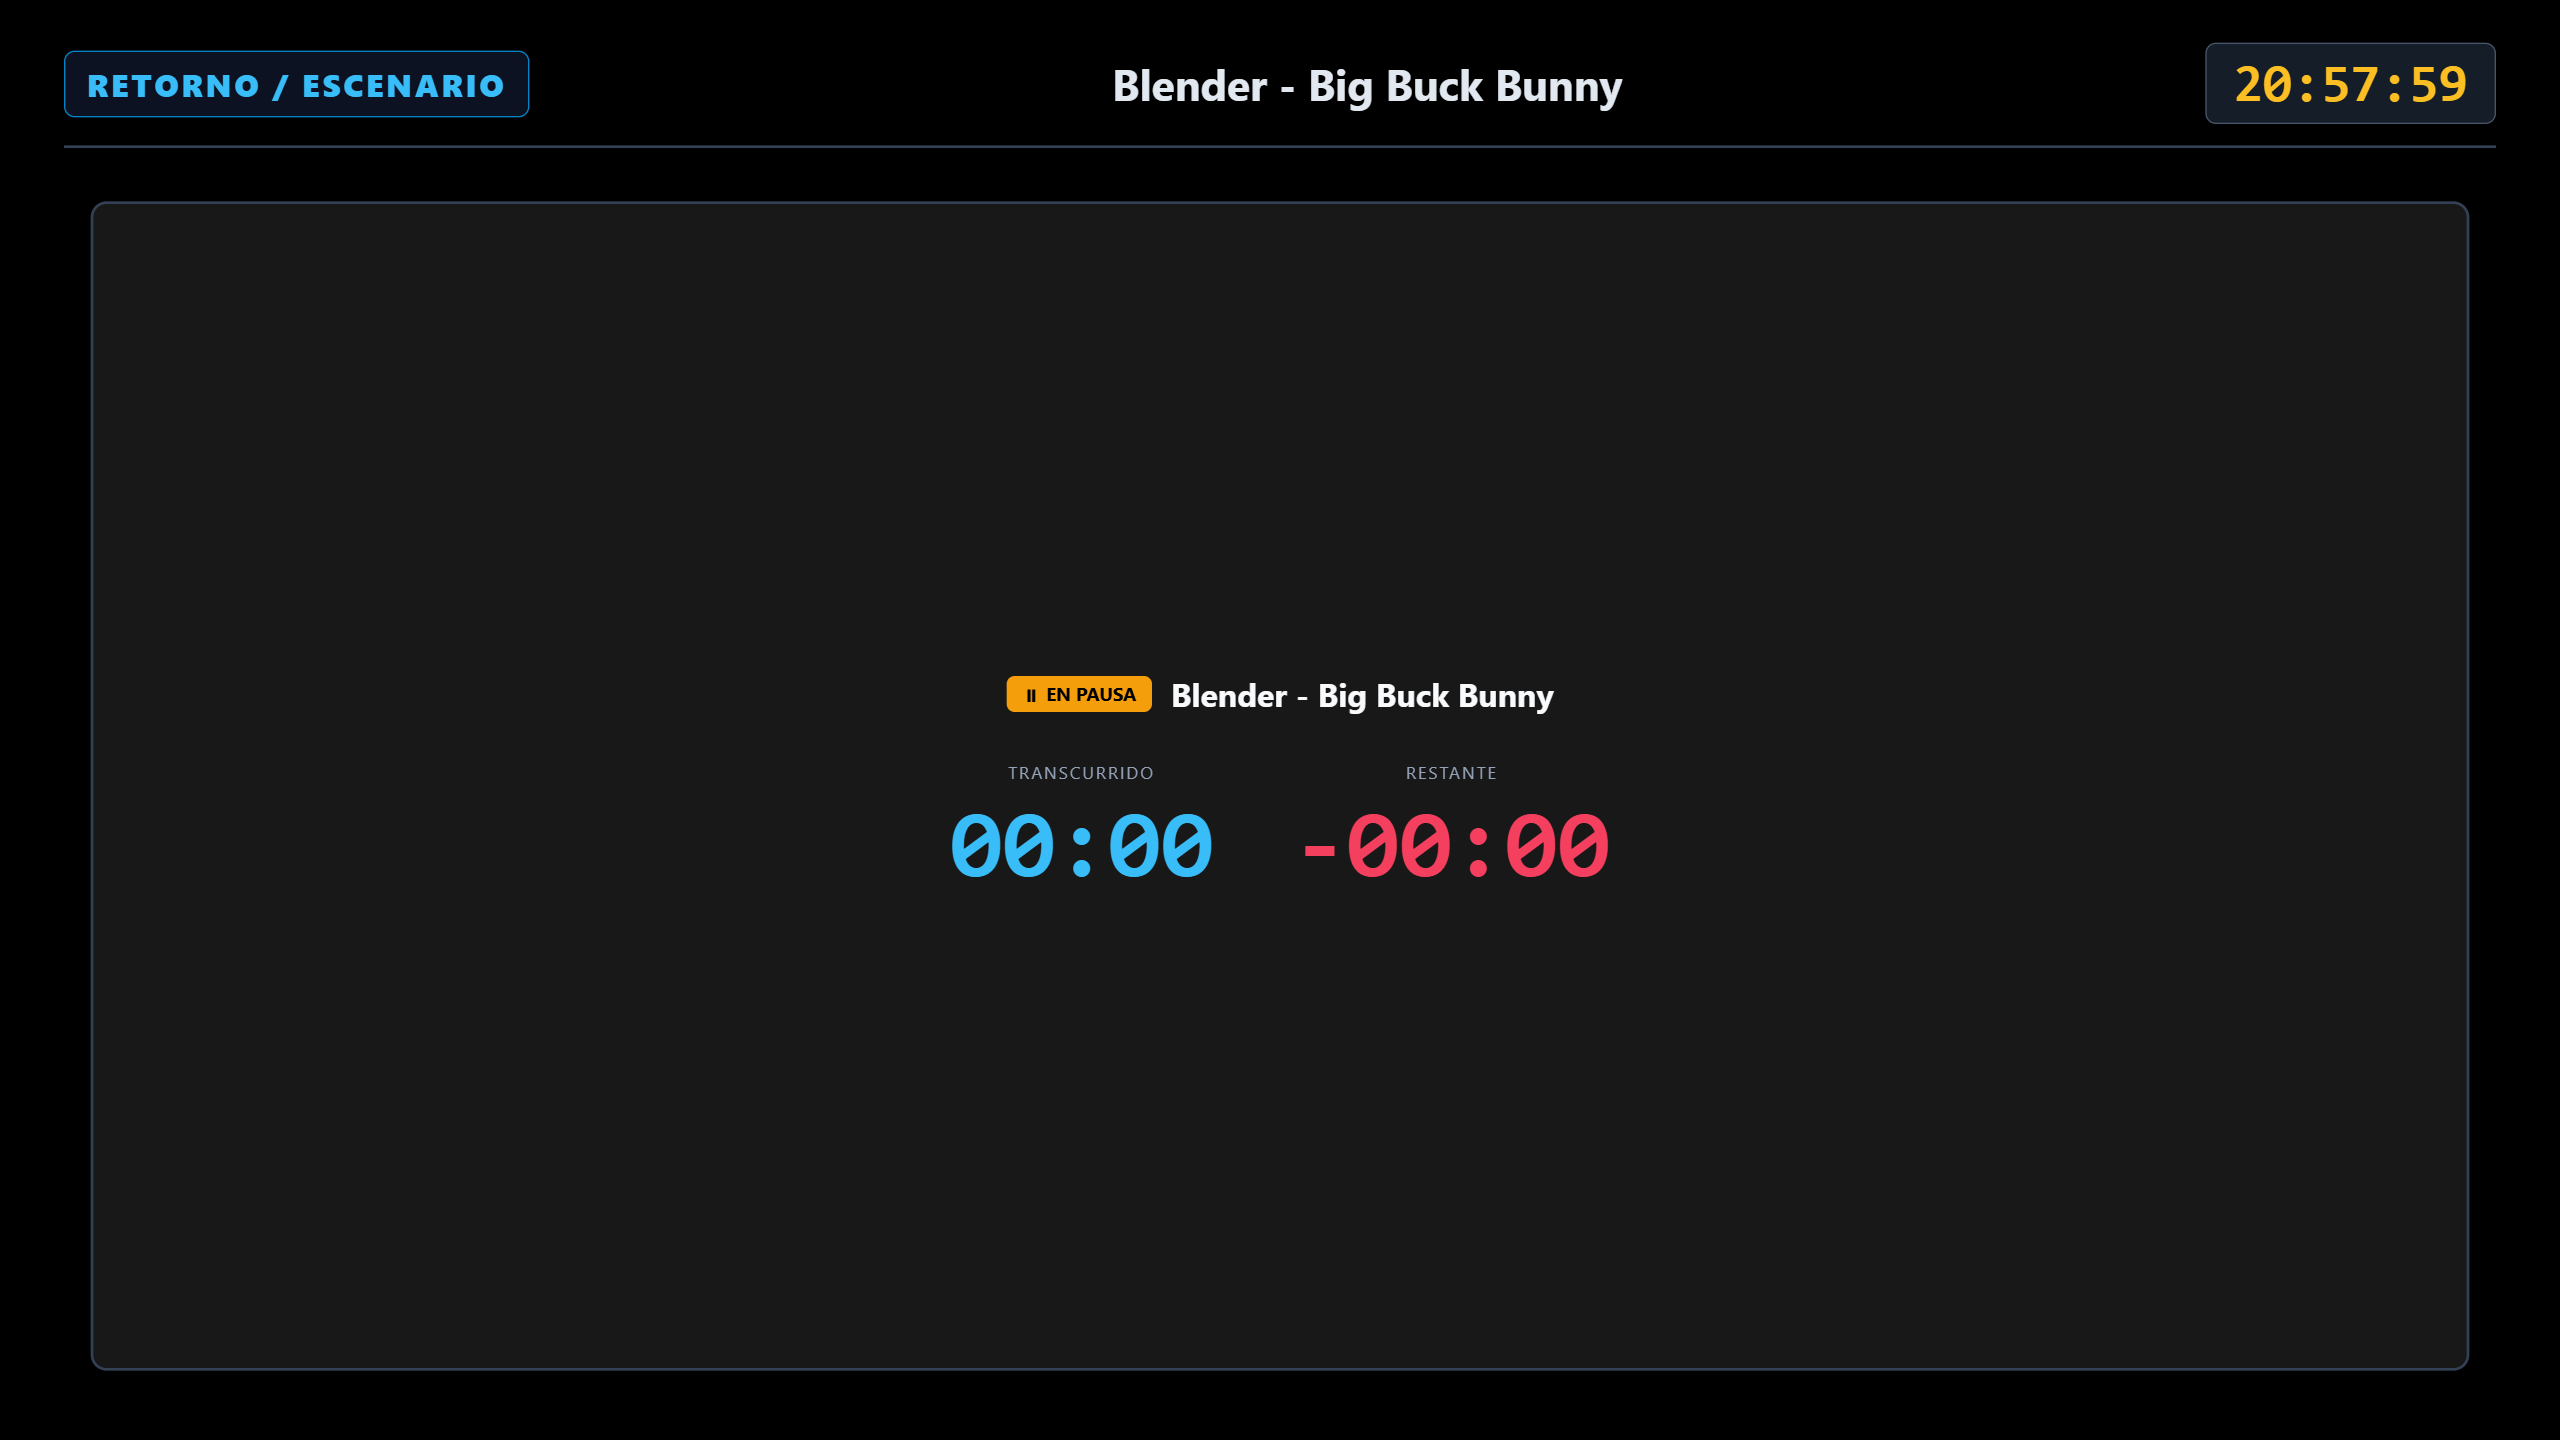 RETORNO / ESCENARIO
Blender - Big Buck Bunny
20:57:59
⏸ EN PAUSA
Blender - Big Buck Bunny
TRANSCURRIDO
RESTANTE
00:00
-00:00